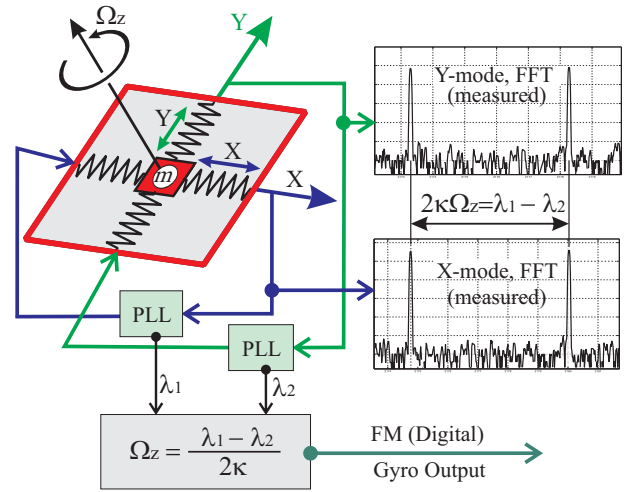 Ωz
Y
Y
X
X
m
Y-mode, FFT
(measured)
2κΩz=λ1 − λ2
X-mode, FFT
(measured)
PLL
PLL
λ1
λ2
Ωz = λ1 − λ2 / 2κ
FM (Digital)
Gyro Output